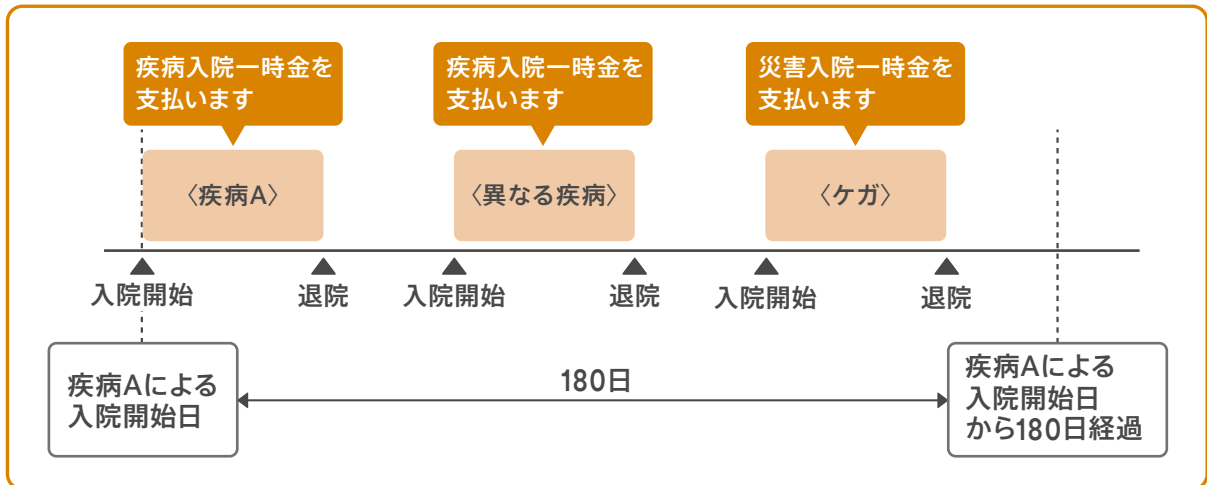 疾病入院一時金を
支払います
疾病入院一時金を
支払います
災害入院一時金を
支払います
〈疾病A〉
〈異なる疾病〉
〈ケガ〉
入院開始
退院
入院開始
退院
入院開始
退院
疾病Aによる
入院開始日
180日
疾病Aによる
入院開始日
から180日経過